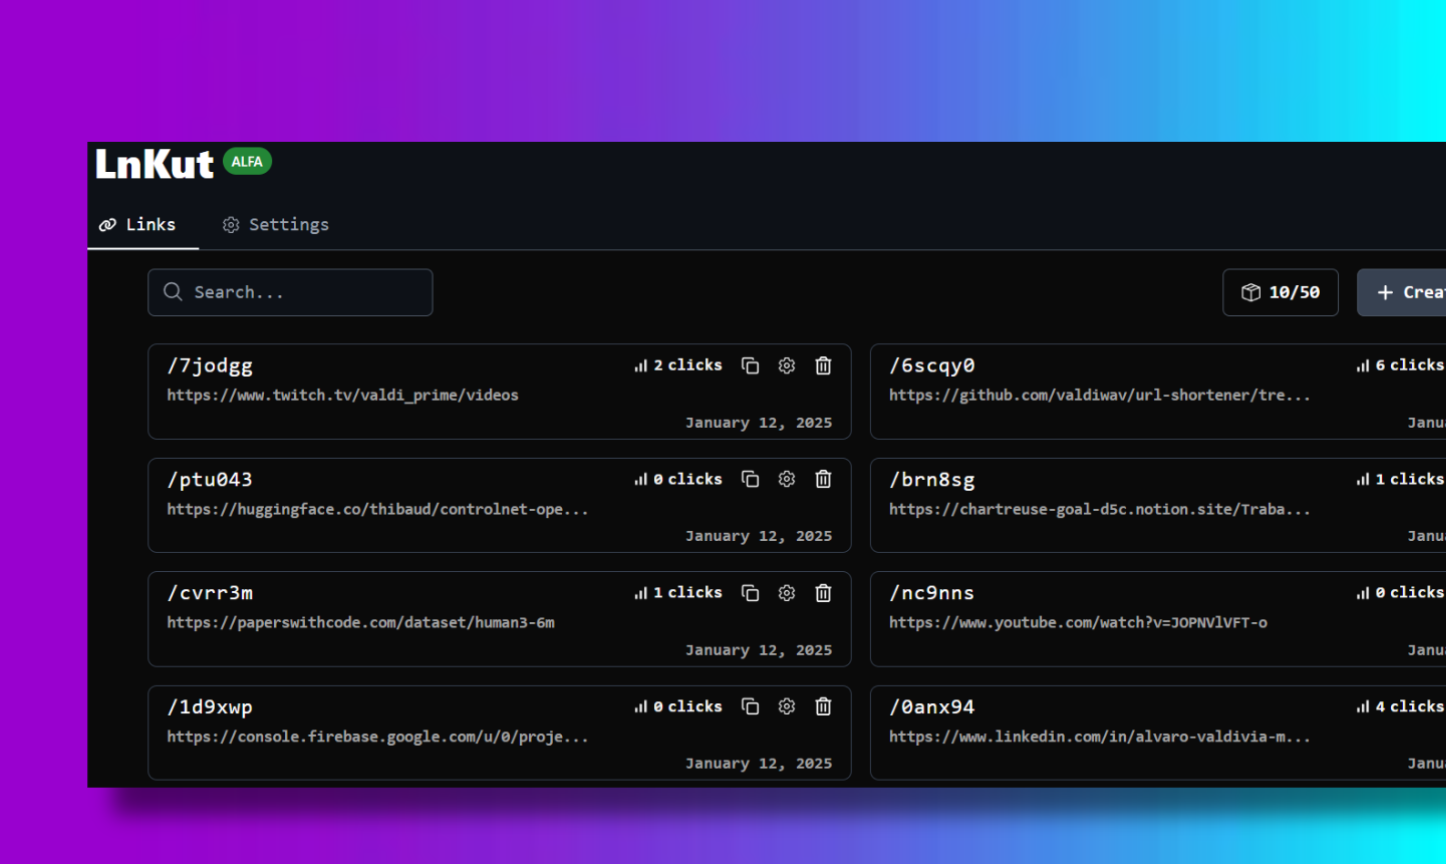 LnKut ALFA
Links Settings
Search... 10/50 + Crea
/7jodgg 2 clicks
https://www.twitch.tv/valdi_prime/videos
January 12, 2025
/6scqy0 6 clicks
https://github.com/valdiwav/url-shortener/tre...
Janua
/ptu043 0 clicks
https://huggingface.co/thibaud/controlnet-ope...
January 12, 2025
/brn8sg 1 clicks
https://chartreuse-goal-d5c.notion.site/Traba...
Janua
/cvrr3m 1 clicks
https://paperswithcode.com/dataset/human3-6m
January 12, 2025
/nc9nns 0 clicks
https://www.youtube.com/watch?v=JOPNVlVFT-o
Janua
/1d9xwp 0 clicks
https://console.firebase.google.com/u/0/proje...
January 12, 2025
/0anx94 4 clicks
https://www.linkedin.com/in/alvaro-valdivia-m...
Janua